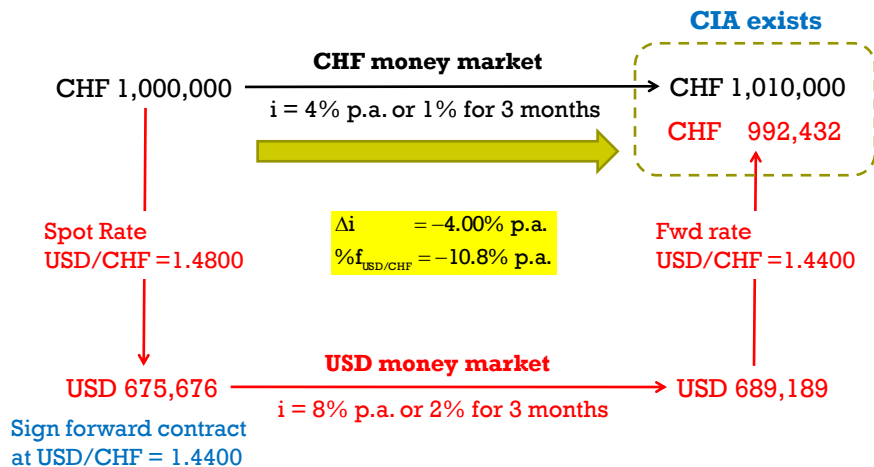 CIA exists
CHF money market
CHF 1,000,000
CHF 1,010,000
i = 4% p.a. or 1% for 3 months
CHF 992,432
Spot Rate
USD/CHF =1.4800
Δi = −4.00% p.a.
%f_USD/CHF = −10.8% p.a.
Fwd rate
USD/CHF =1.4400
USD money market
USD 675,676
USD 689,189
i = 8% p.a. or 2% for 3 months
Sign forward contract
at USD/CHF = 1.4400